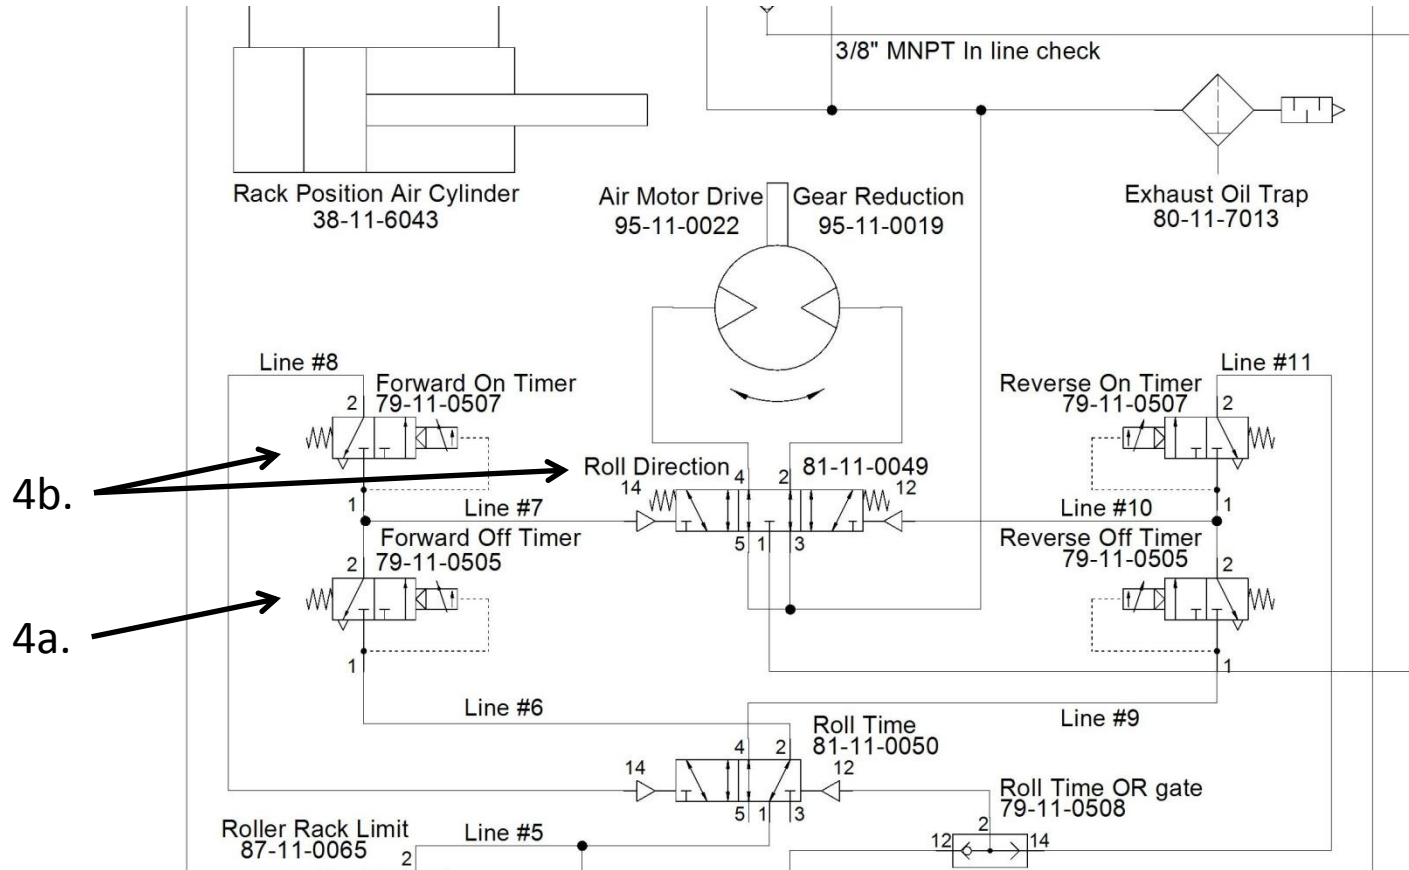 3/8" MNPT In line check
Rack Position Air Cylinder
38-11-6043
Air Motor Drive
95-11-0022
Gear Reduction
95-11-0019
Exhaust Oil Trap
80-11-7013
Line #8
Forward On Timer
79-11-0507
2
1
4b.
Roll Direction
81-11-0049
14
4
2
12
5
1
3
Reverse On Timer
79-11-0507
Line #11
2
1
Line #7
Line #10
Forward Off Timer
79-11-0505
2
1
4a.
Reverse Off Timer
79-11-0505
2
1
Line #6
Line #9
Roll Time
81-11-0050
14
4
2
12
5
1
3
Roll Time OR gate
79-11-0508
12
2
14
Roller Rack Limit
87-11-0065
2
Line #5